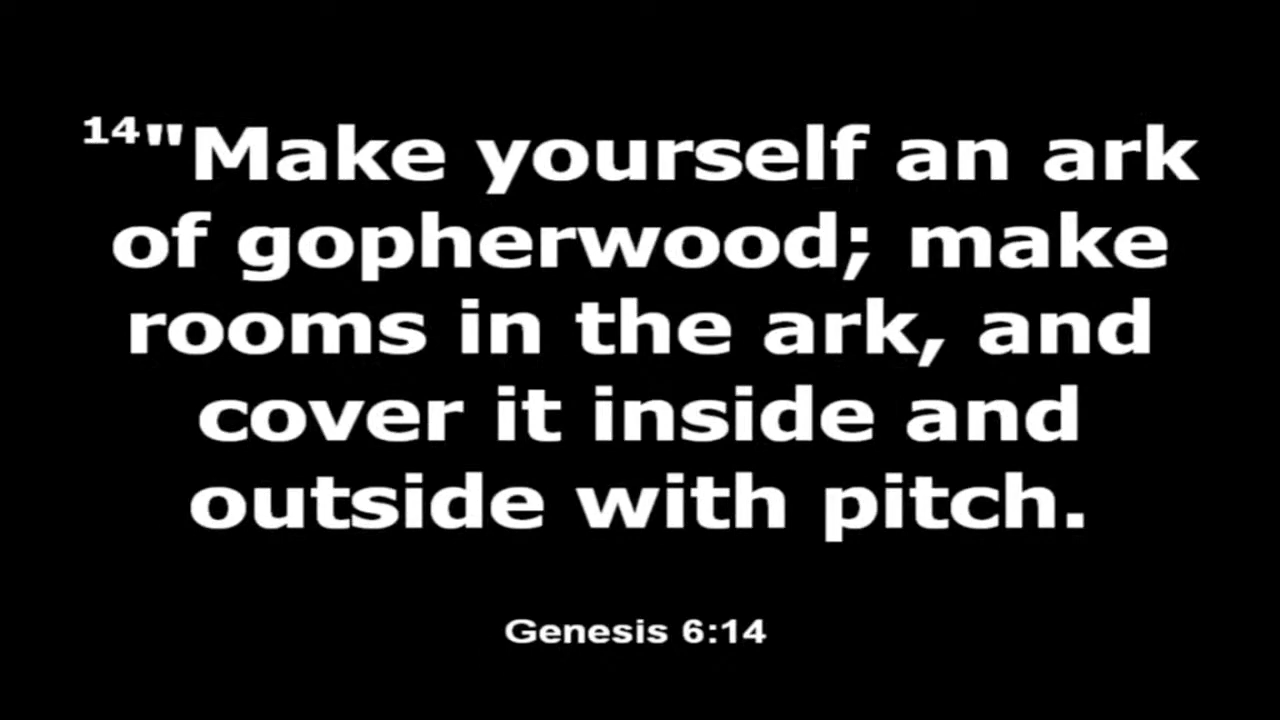 14"Make yourself an ark
of gopherwood; make
rooms in the ark, and
cover it inside and
outside with pitch.
Genesis 6:14